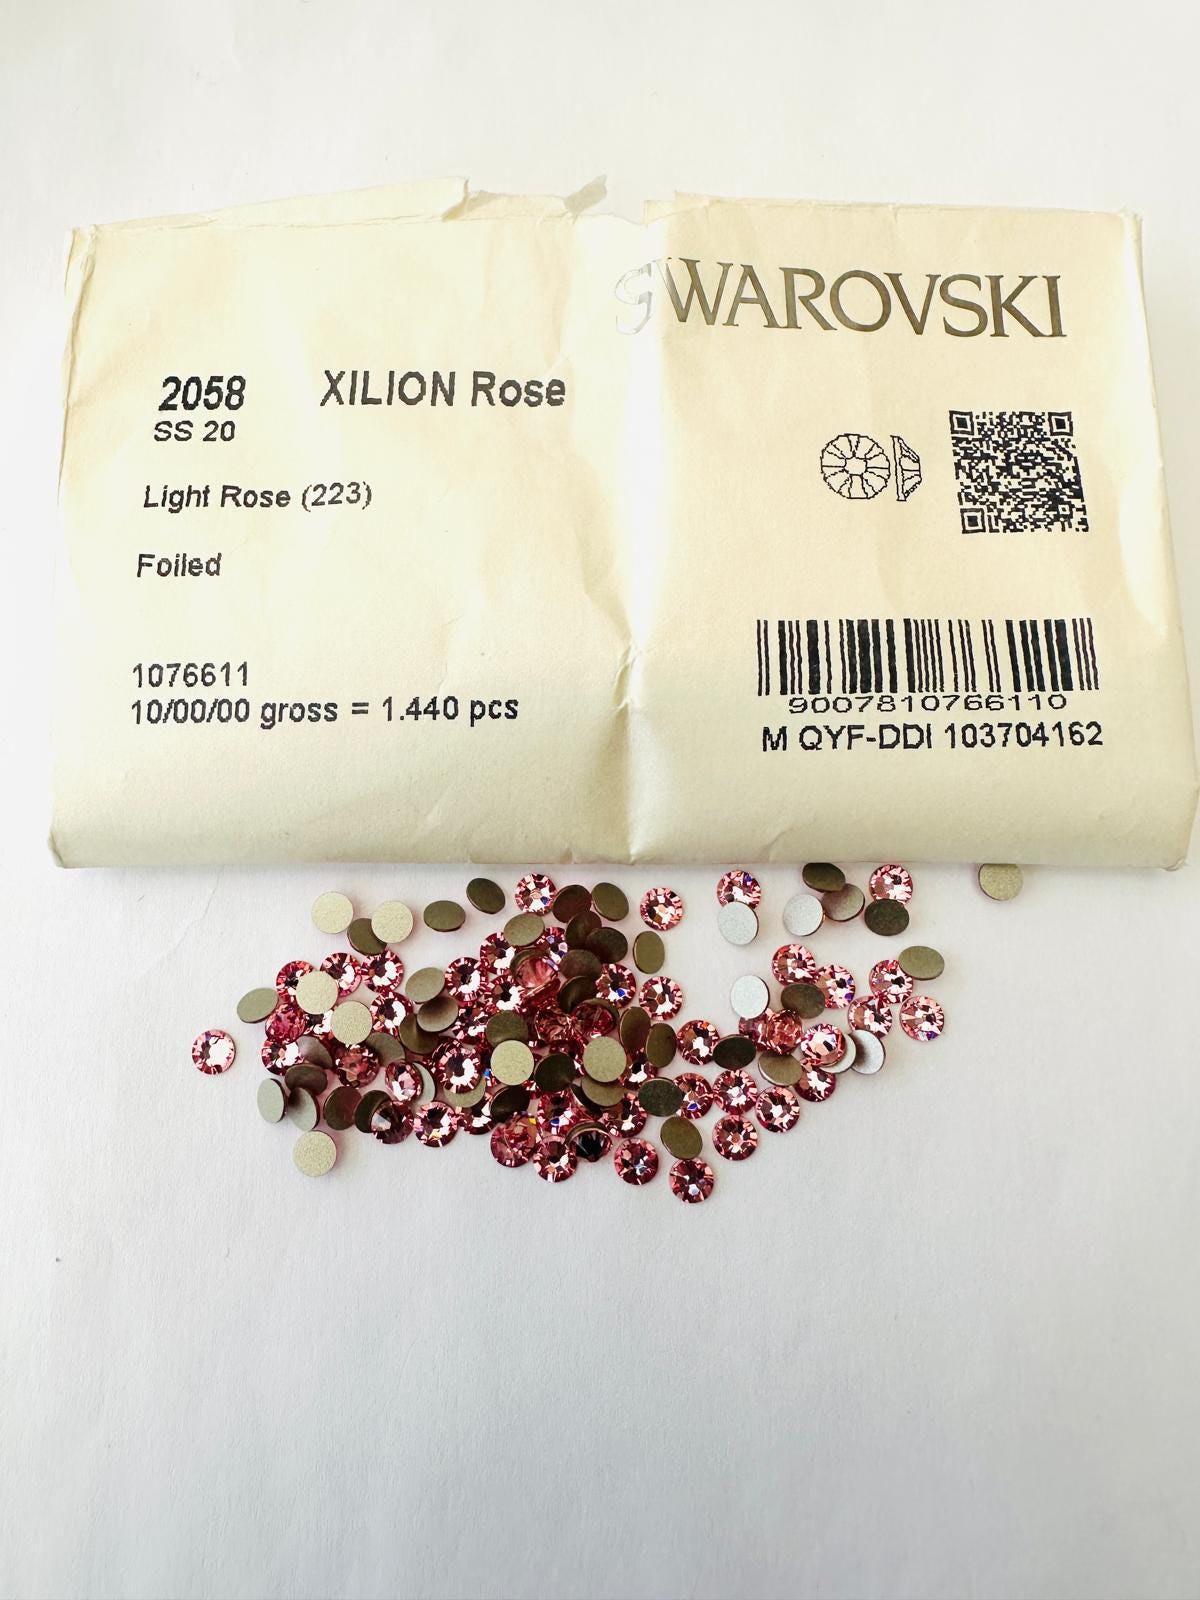 SWAROVSKI
2058 XILION Rose
SS 20
Light Rose (223)
Foiled
1076611
10/00/00 gross = 1.440 pcs
9007810766110
M QYF-DDI 103704162